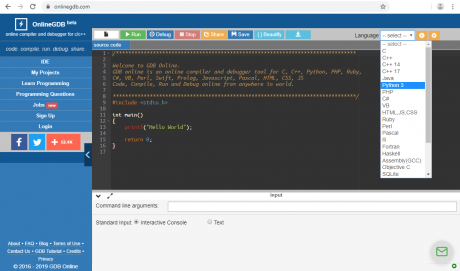 onlinegdb.com
OnlineGDB beta
online compiler and debugger for c/c++
code. compile. run. debug. share.
IDE
My Projects
Learn Programming
Programming Questions
Jobs new
Sign Up
Login
53.4K
About • FAQ • Blog • Terms of Use •
Contact Us • GDB Tutorial • Credits •
Privacy
© 2016 - 2019 GDB Online
Run
Debug
Stop
Share
Save
{ } Beautify
Language
-- select --
source code
1 /******************************************************************************
2
3 Welcome to GDB Online.
4 GDB online is an online compiler and debugger tool for C, C++, Python, PHP, Ruby,
5 C#, VB, Perl, Swift, Prolog, Javascript, Pascal, HTML, CSS, JS
6 Code, Compile, Run and Debug online from anywhere in world.
7
8 *******************************************************************************/
9 #include <stdio.h>
10
11 int main()
12 {
13 printf("Hello World");
14
15 return 0;
16 }
17
-- select --
C
C++
C++ 14
C++ 17
Java
Python 3
PHP
C#
VB
HTML,JS,CSS
Ruby
Perl
Pascal
R
Fortran
Haskell
Assembly(GCC)
Objective C
SQLite
input
Command line arguments:
Standard Input:
Interactive Console
Text